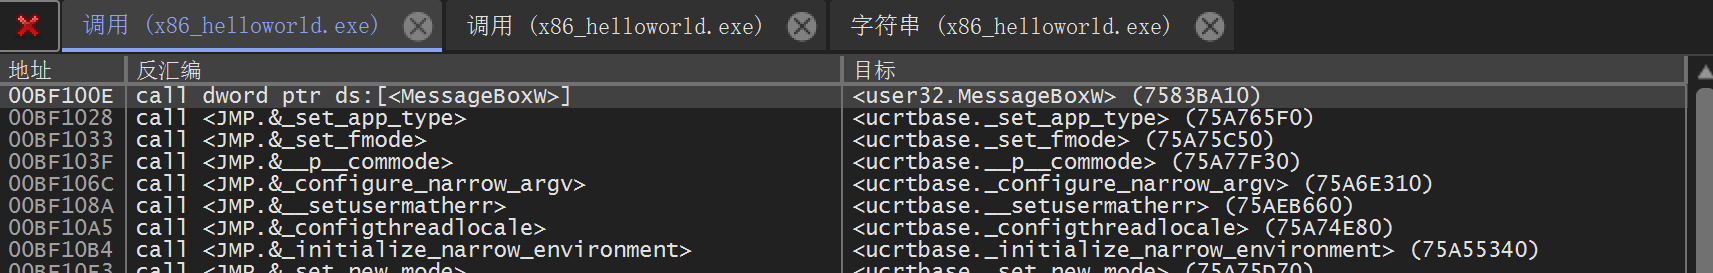 调用 (x86_helloworld.exe) 调用 (x86_helloworld.exe) 字符串 (x86_helloworld.exe)
地址 反汇编 目标
00BF100E call dword ptr ds:[<MessageBoxW>] <user32.MessageBoxW> (7583BA10)
00BF1028 call <JMP.&_set_app_type> <ucrtbase._set_app_type> (75A765F0)
00BF1033 call <JMP.&_set_fmode> <ucrtbase._set_fmode> (75A75C50)
00BF103F call <JMP.&__p__commode> <ucrtbase.__p__commode> (75A77F30)
00BF106C call <JMP.&_configure_narrow_argv> <ucrtbase._configure_narrow_argv> (75A6E310)
00BF108A call <JMP.&__setusermatherr> <ucrtbase.__setusermatherr> (75AEB660)
00BF10A5 call <JMP.&_configthreadlocale> <ucrtbase._configthreadlocale> (75A74E80)
00BF10B4 call <JMP.&_initialize_narrow_environment> <ucrtbase._initialize_narrow_environment> (75A55340)
00BF10E3 call <JMP.&_set_new_mode> <ucrtbase._set_new_mode> (75A75D70)